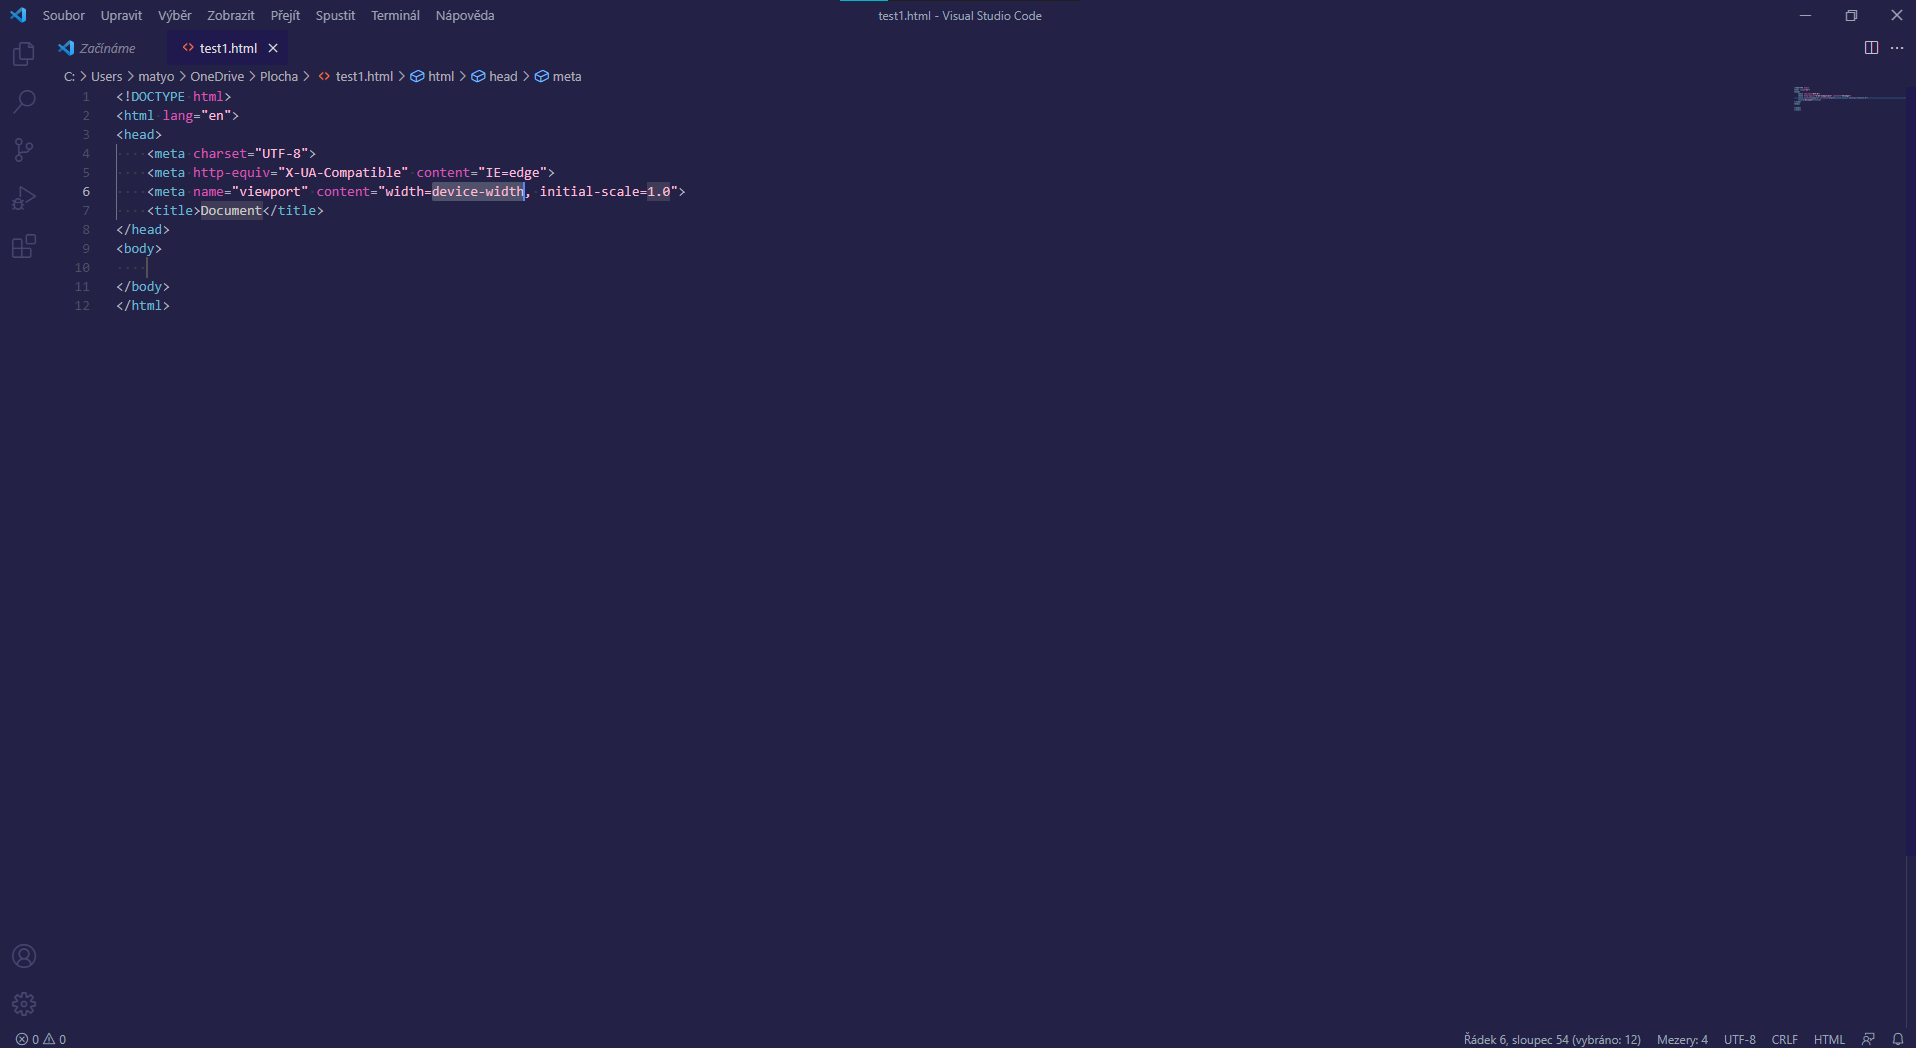 Soubor Upravit Výběr Zobrazit Přejít Spustit Terminál Nápověda
test1.html - Visual Studio Code
Začínáme test1.html
C: > Users > matyo > OneDrive > Plocha > test1.html > html > head > meta
1 <!DOCTYPE html>
2 <html lang="en">
3 <head>
4 <meta charset="UTF-8">
5 <meta http-equiv="X-UA-Compatible" content="IE=edge">
6 <meta name="viewport" content="width=device-width, initial-scale=1.0">
7 <title>Document</title>
8 </head>
9 <body>
10
11 </body>
12 </html>
0 0
Řádek 6, sloupec 54 (vybráno: 12) Mezery: 4 UTF-8 CRLF HTML